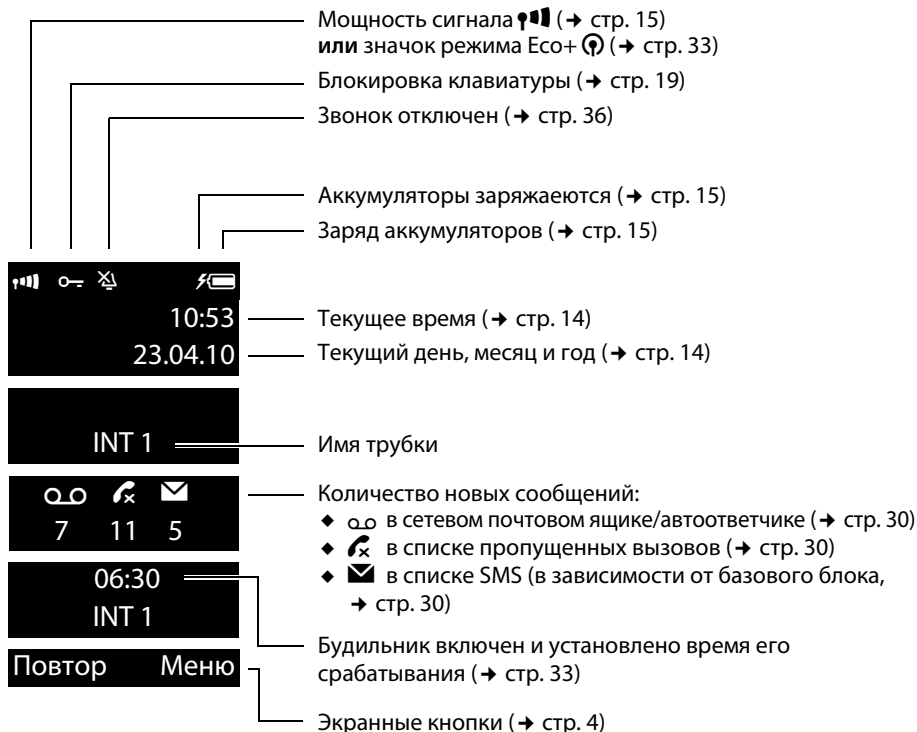 Мощность сигнала (➔ стр. 15)
или значок режима Eco+ (➔ стр. 33)
Блокировка клавиатуры (➔ стр. 19)
Звонок отключен (➔ стр. 36)
Аккумуляторы заряжаеются (➔ стр. 15)
Заряд аккумуляторов (➔ стр. 15)
10:53
Текущее время (➔ стр. 14)
23.04.10
Текущий день, месяц и год (➔ стр. 14)
INT 1
Имя трубки
Количество новых сообщений:
◆ в сетевом почтовом ящике/автоответчике (➔ стр. 30)
7 11 5
◆ в списке пропущенных вызовов (➔ стр. 30)
◆ в списке SMS (в зависимости от базового блока,
➔ стр. 30)
06:30
INT 1
Будильник включен и установлено время его
срабатывания (➔ стр. 33)
Повтор Меню
Экранные кнопки (➔ стр. 4)